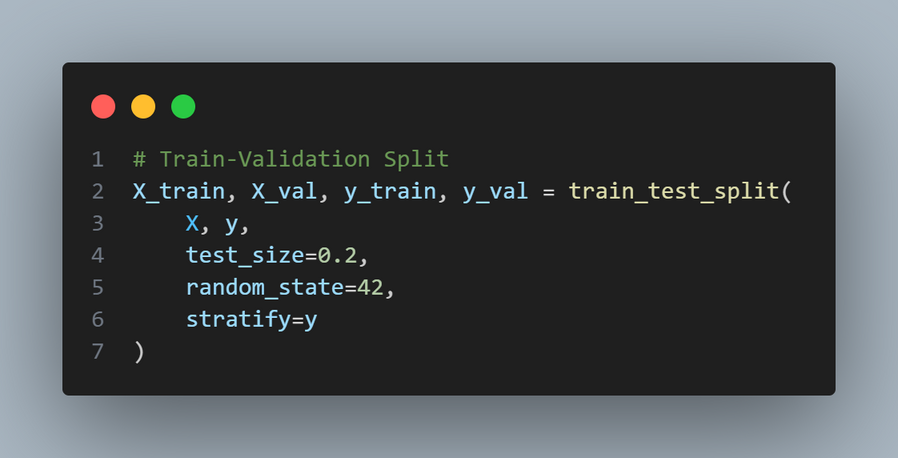 1 # Train-Validation Split
2 X_train, X_val, y_train, y_val = train_test_split(
3     X, y,
4     test_size=0.2,
5     random_state=42,
6     stratify=y
7 )